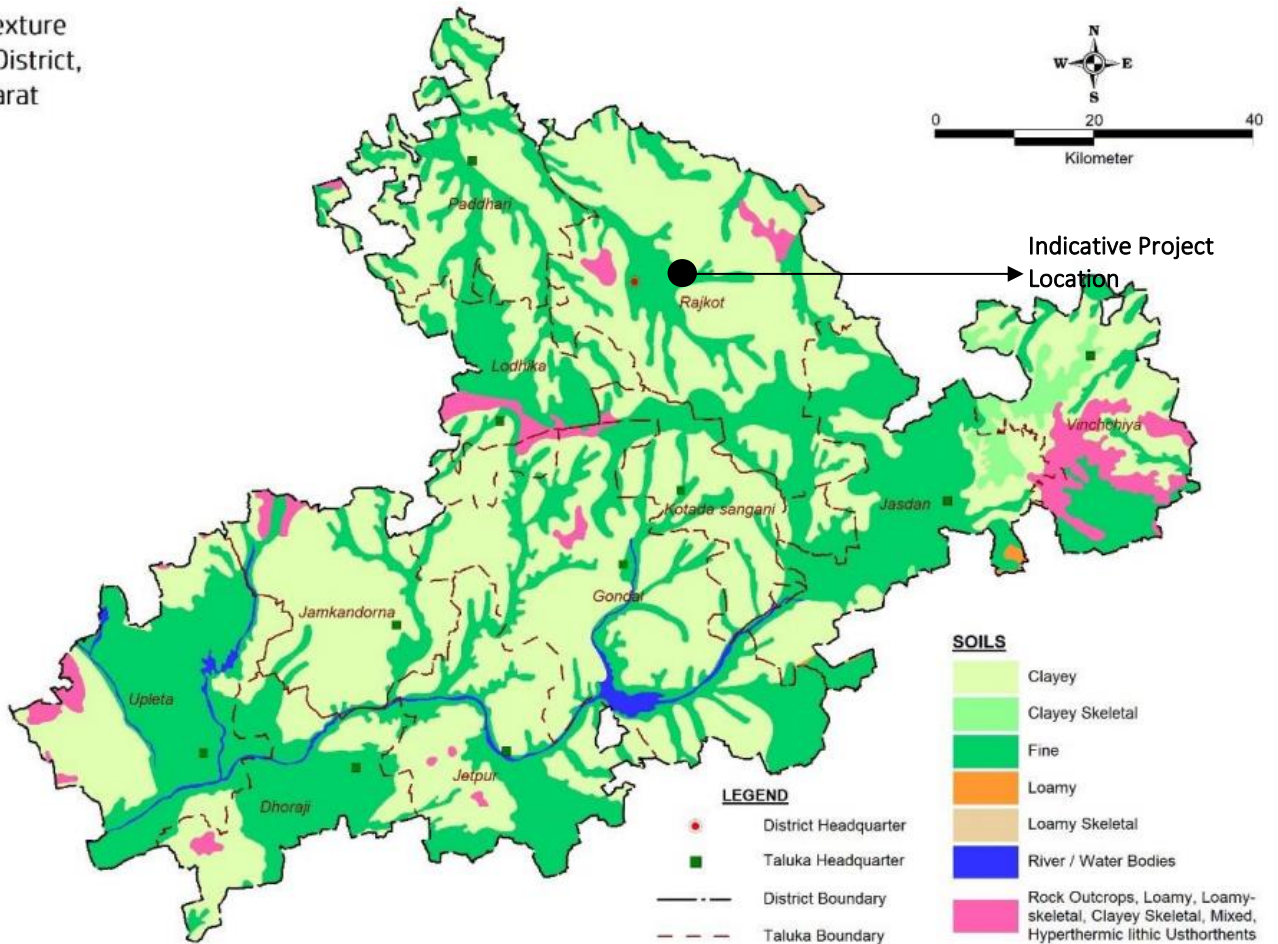 District,
N
W E
S
0 20 40
Kilometer
Indicative Project
Location
Paddhari
Rajkot
Lodhika
Vinchchiya
Kotada sangani
Jasdan
Gondal
Jamkandorna
Upleta
Jetpur
Dhoraji
SOILS
Clayey
Clayey Skeletal
Fine
Loamy
Loamy Skeletal
River / Water Bodies
Rock Outcrops, Loamy, Loamy-
skeletal, Clayey Skeletal, Mixed,
Hyperthermic lithic Usthorthents
LEGEND
District Headquarter
Taluka Headquarter
District Boundary
Taluka Boundary